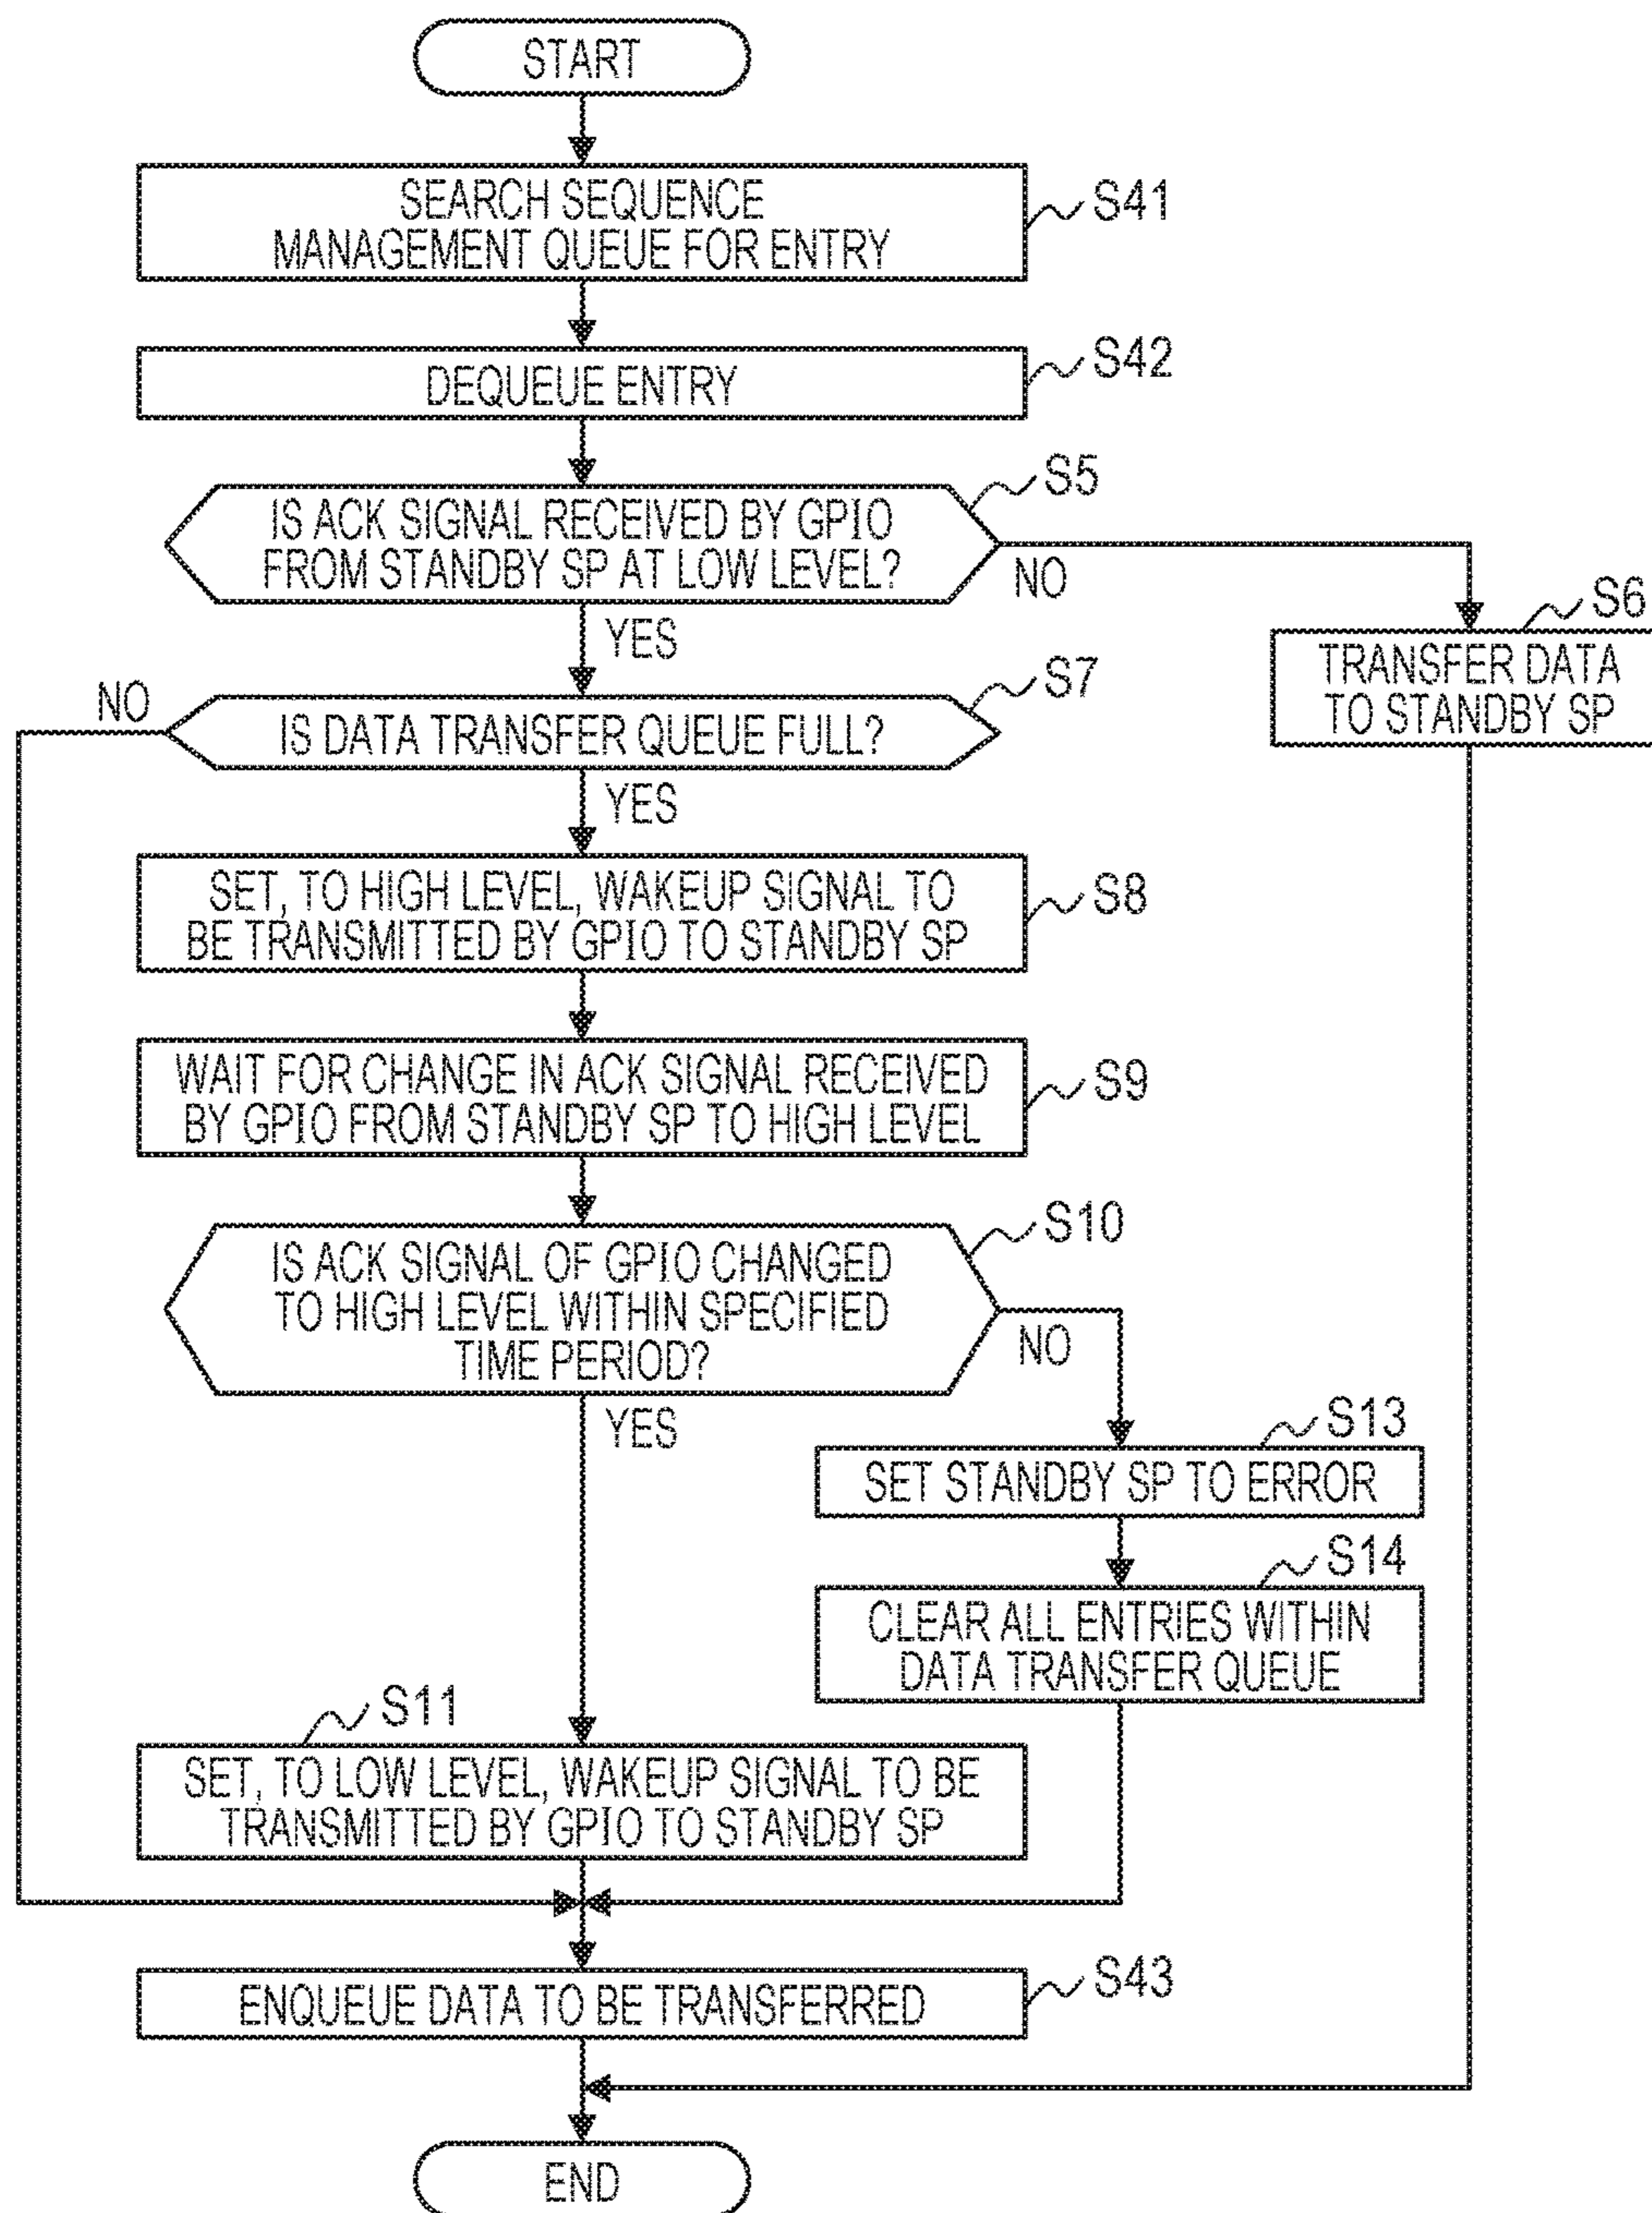 START
SEARCH SEQUENCE
MANAGEMENT QUEUE FOR ENTRY
S41
DEQUEUE ENTRY
S42
IS ACK SIGNAL RECEIVED BY GPIO
FROM STANDBY SP AT LOW LEVEL?
S5
NO
YES
S6
TRANSFER DATA
TO STANDBY SP
IS DATA TRANSFER QUEUE FULL?
S7
NO
YES
SET, TO HIGH LEVEL, WAKEUP SIGNAL TO
BE TRANSMITTED BY GPIO TO STANDBY SP
S8
WAIT FOR CHANGE IN ACK SIGNAL RECEIVED
BY GPIO FROM STANDBY SP TO HIGH LEVEL
S9
IS ACK SIGNAL OF GPIO CHANGED
TO HIGH LEVEL WITHIN SPECIFIED
TIME PERIOD?
S10
NO
YES
S13
SET STANDBY SP TO ERROR
S14
CLEAR ALL ENTRIES WITHIN
DATA TRANSFER QUEUE
S11
SET, TO LOW LEVEL, WAKEUP SIGNAL TO BE
TRANSMITTED BY GPIO TO STANDBY SP
ENQUEUE DATA TO BE TRANSFERRED
S43
END